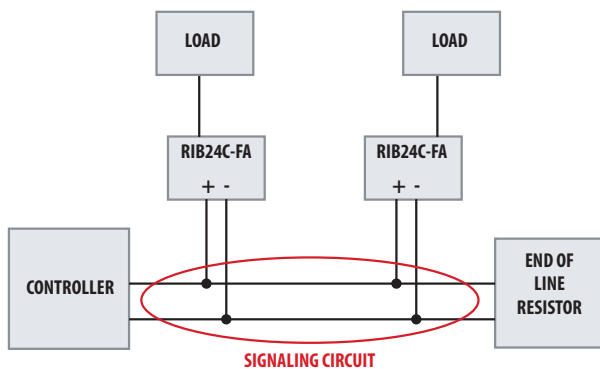 LOAD
LOAD
RIB24C-FA
+ -
RIB24C-FA
+ -
CONTROLLER
END OF
LINE
RESISTOR
SIGNALING CIRCUIT